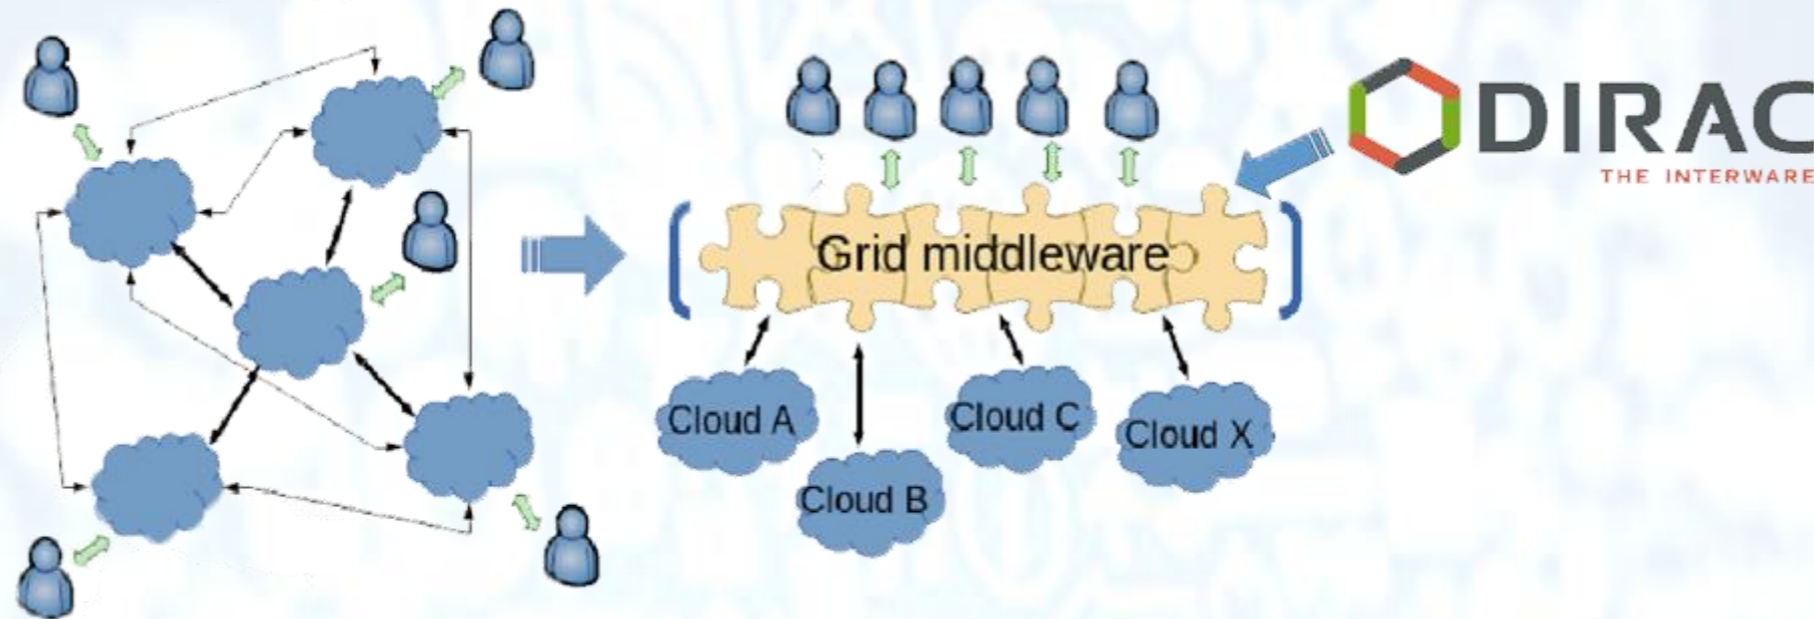 DIRAC
THE INTERWARE
Grid middleware
Cloud A
Cloud B
Cloud C
Cloud X